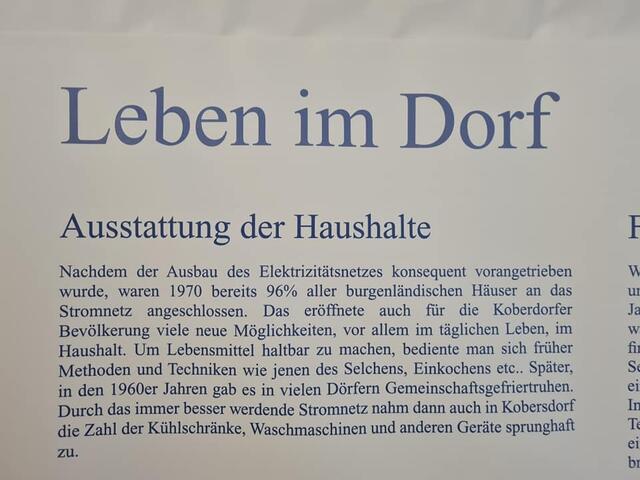 Leben im Dorf
Ausstattung der Haushalte
Nachdem der Ausbau des Elektrizitätsnetzes konsequent vorangetrieben
wurde, waren 1970 bereits 96% aller burgenländischen Häuser an das
Stromnetz angeschlossen. Das eröffnete auch für die Koberdorfer
Bevölkerung viele neue Möglichkeiten, vor allem im täglichen Leben, im
Haushalt. Um Lebensmittel haltbar zu machen, bediente man sich früher
Methoden und Techniken wie jenen des Selchens, Einkochens etc.. Später,
in den 1960er Jahren gab es in vielen Dörfern Gemeinschaftsgefriertruhen.
Durch das immer besser werdende Stromnetz nahm dann auch in Kobersdorf
die Zahl der Kühlschränke, Waschmaschinen und anderen Geräte sprunghaft
zu.